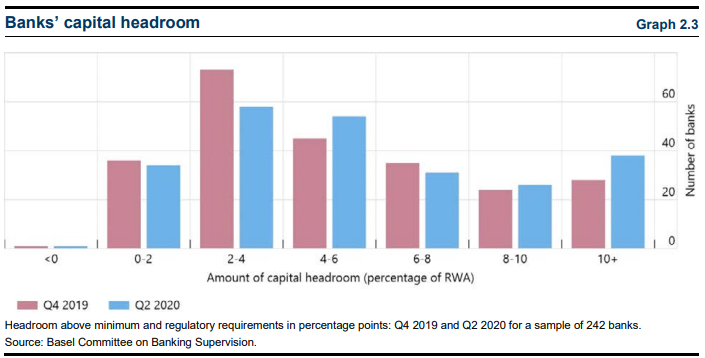 Banks’ capital headroom
Graph 2.3
60
40
20
0
Number of banks
<0 0-2 2-4 4-6 6-8 8-10 10+
Amount of capital headroom (percentage of RWA)
Q4 2019 Q2 2020
Headroom above minimum and regulatory requirements in percentage points: Q4 2019 and Q2 2020 for a sample of 242 banks.
Source: Basel Committee on Banking Supervision.